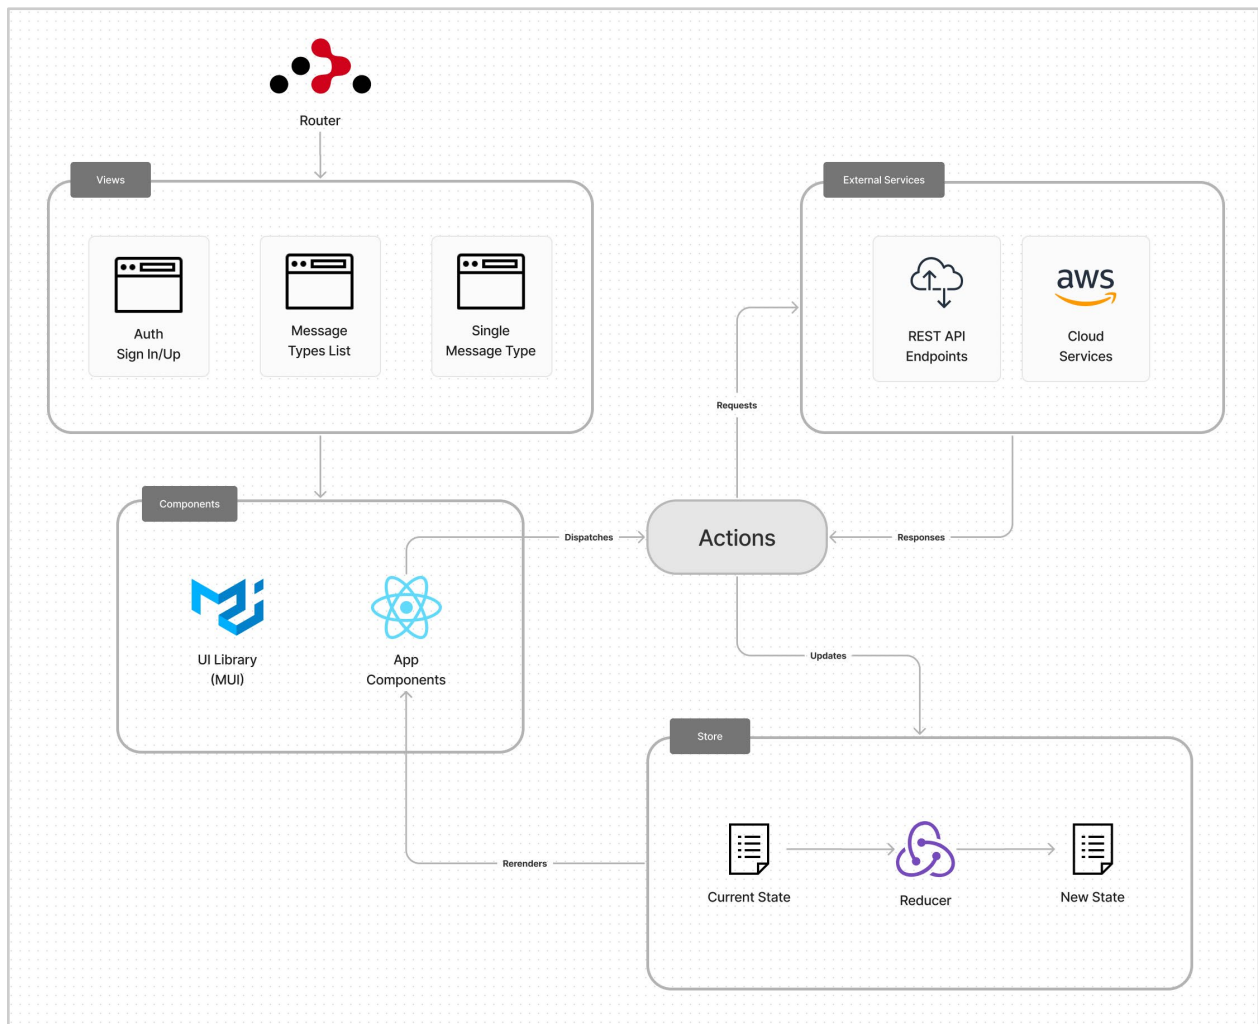 Router
Views
Auth
Sign In/Up
Message
Types List
Single
Message Type
External Services
REST API
Endpoints
aws
Cloud
Services
Requests
Components
UI Library
(MUI)
App
Components
Dispatches
Actions
Responses
Updates
Rerenders
Store
Current State
Reducer
New State